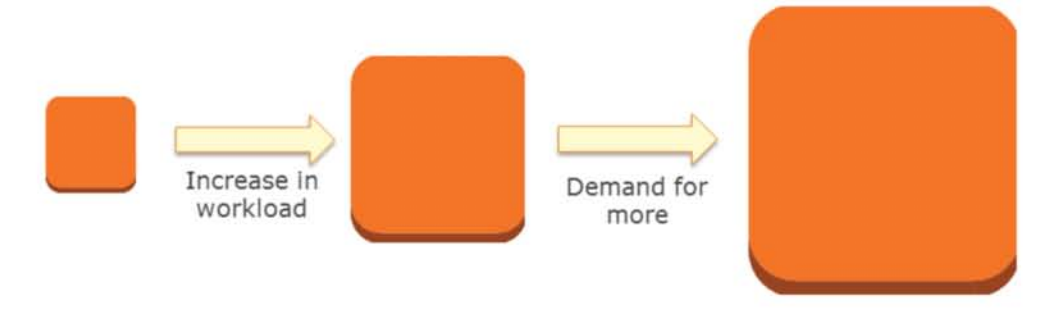 Increase in
workload
Demand for
more